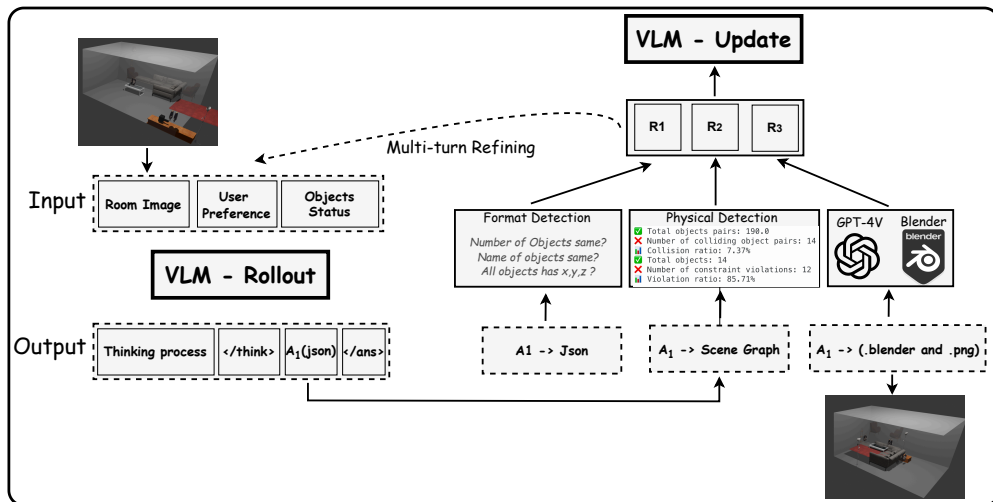 VLM - Update
R1
R2
R3
Multi-turn Refining
Input
Room Image
User
Preference
Objects
Status
VLM - Rollout
Output
Thinking process
</think>
A1(json)
</ans>
Format Detection
Number of Objects same?
Name of objects same?
All objects has x,y,z ?
Physical Detection
✅ Total objects pairs: 190.0
❌ Number of colliding object pairs: 14
📊 Collision ratio: 7.37%
✅ Total objects: 14
❌ Number of constraint violations: 12
📊 Violation ratio: 85.71%
GPT-4V
Blender
blender
A1 -> Json
A1 -> Scene Graph
A1 -> (.blender and .png)